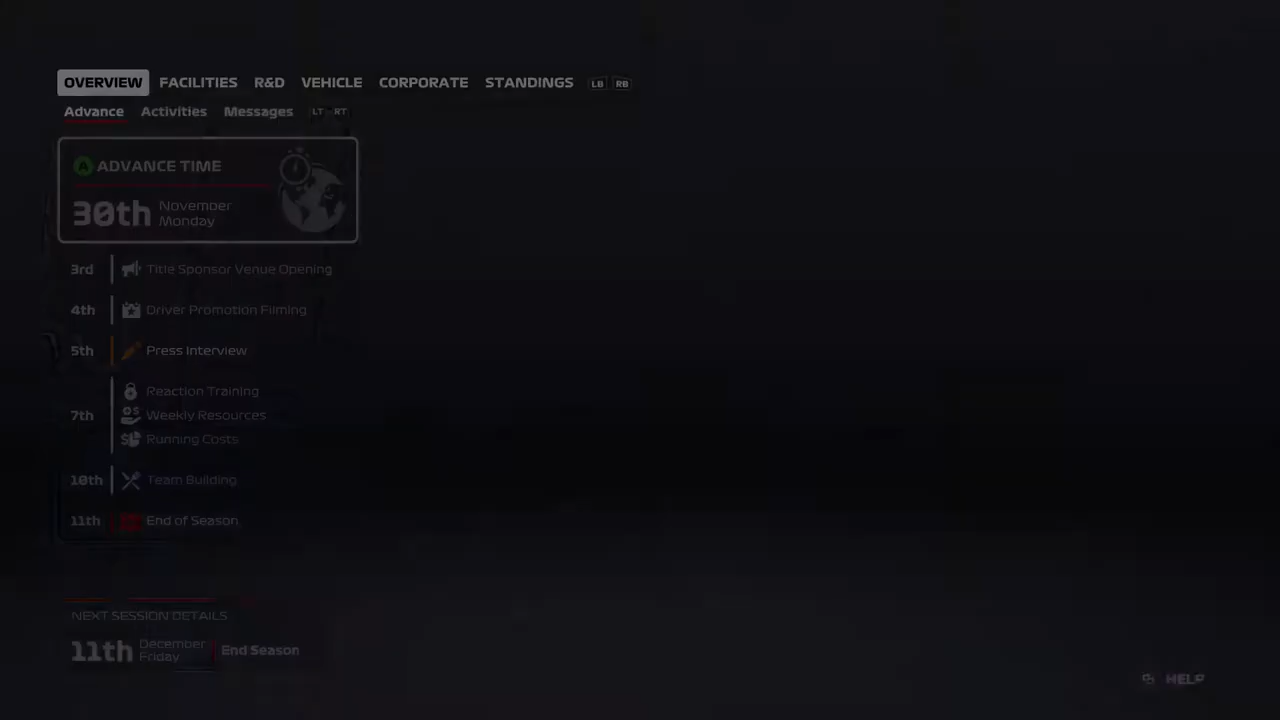 OVERVIEW FACILITIES R&D VEHICLE CORPORATE STANDINGS LB RB
Advance Activities Messages LT RT
A ADVANCE TIME
30th November
Monday
3rd Title Sponsor Venue Opening
4th Driver Promotion Filming
5th Press Interview
Reaction Training
7th Weekly Resources
Running Costs
10th Team Building
11th End of Season
NEXT SESSION DETAILS
11th December
Friday
End Season
HELP